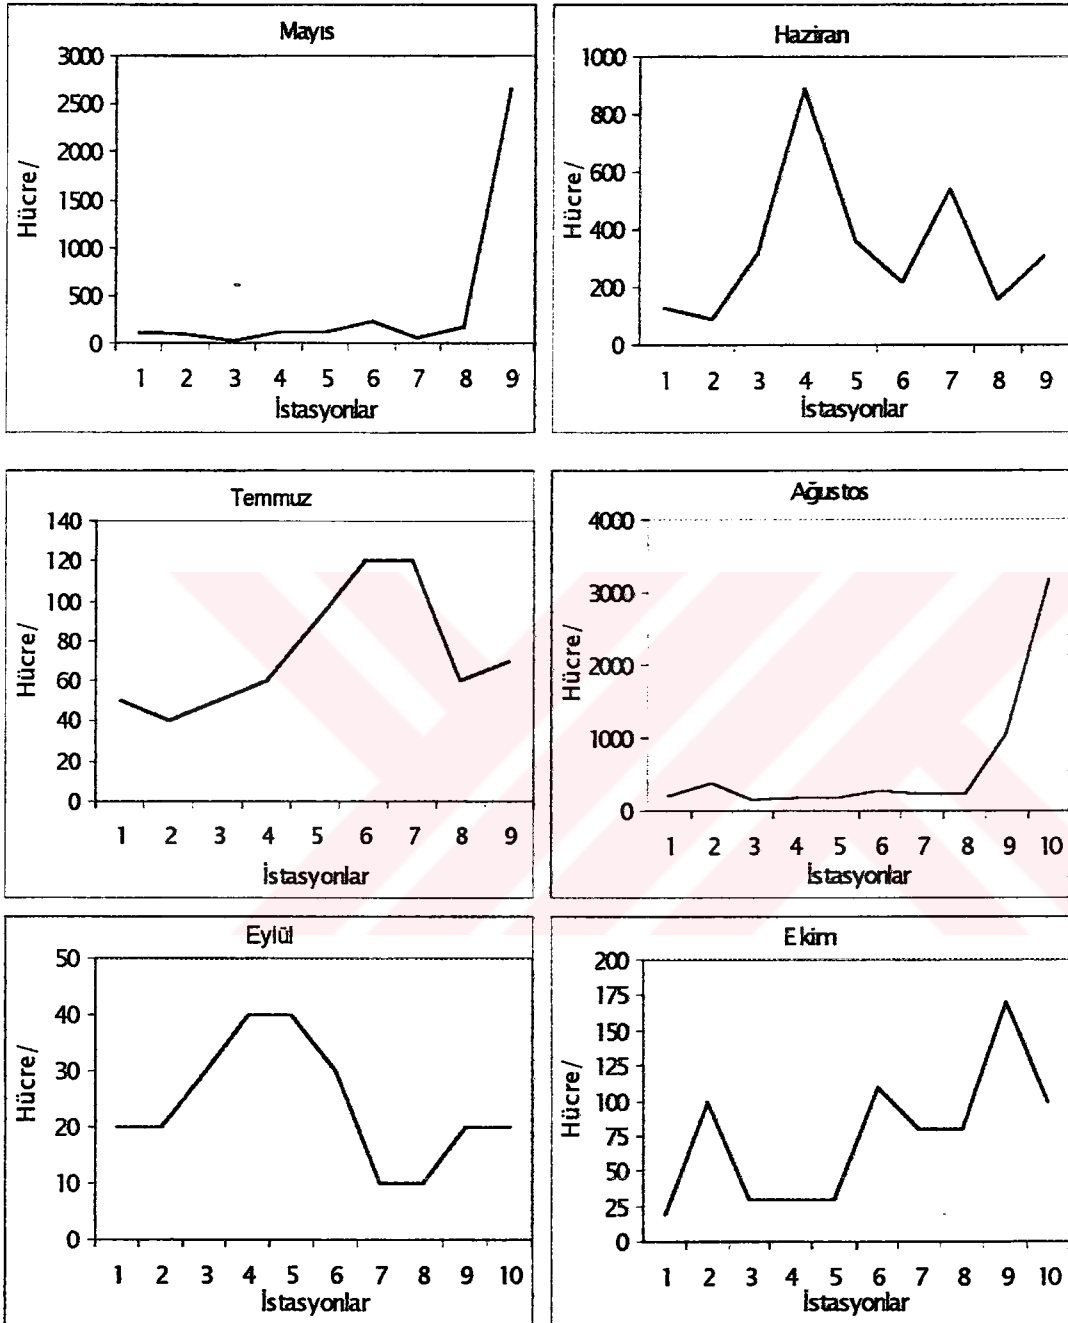 Mayıs
3000
2500
2000
1500
1000
500
0
Hücre/
1 2 3 4 5 6 7 8 9
İstasyonlar
Haziran
1000
800
600
400
200
0
Hücre/
1 2 3 4 5 6 7 8 9
İstasyonlar
Temmuz
140
120
100
80
60
40
20
0
Hücre/
1 2 3 4 5 6 7 8 9
İstasyonlar
Ağustos
4000
3000
2000
1000
0
Hücre/
1 2 3 4 5 6 7 8 9 10
İstasyonlar
Eylül
50
40
30
20
10
0
Hücre/
1 2 3 4 5 6 7 8 9 10
İstasyonlar
Ekim
200
175
150
125
100
75
50
25
0
Hücre/
1 2 3 4 5 6 7 8 9 10
İstasyonlar